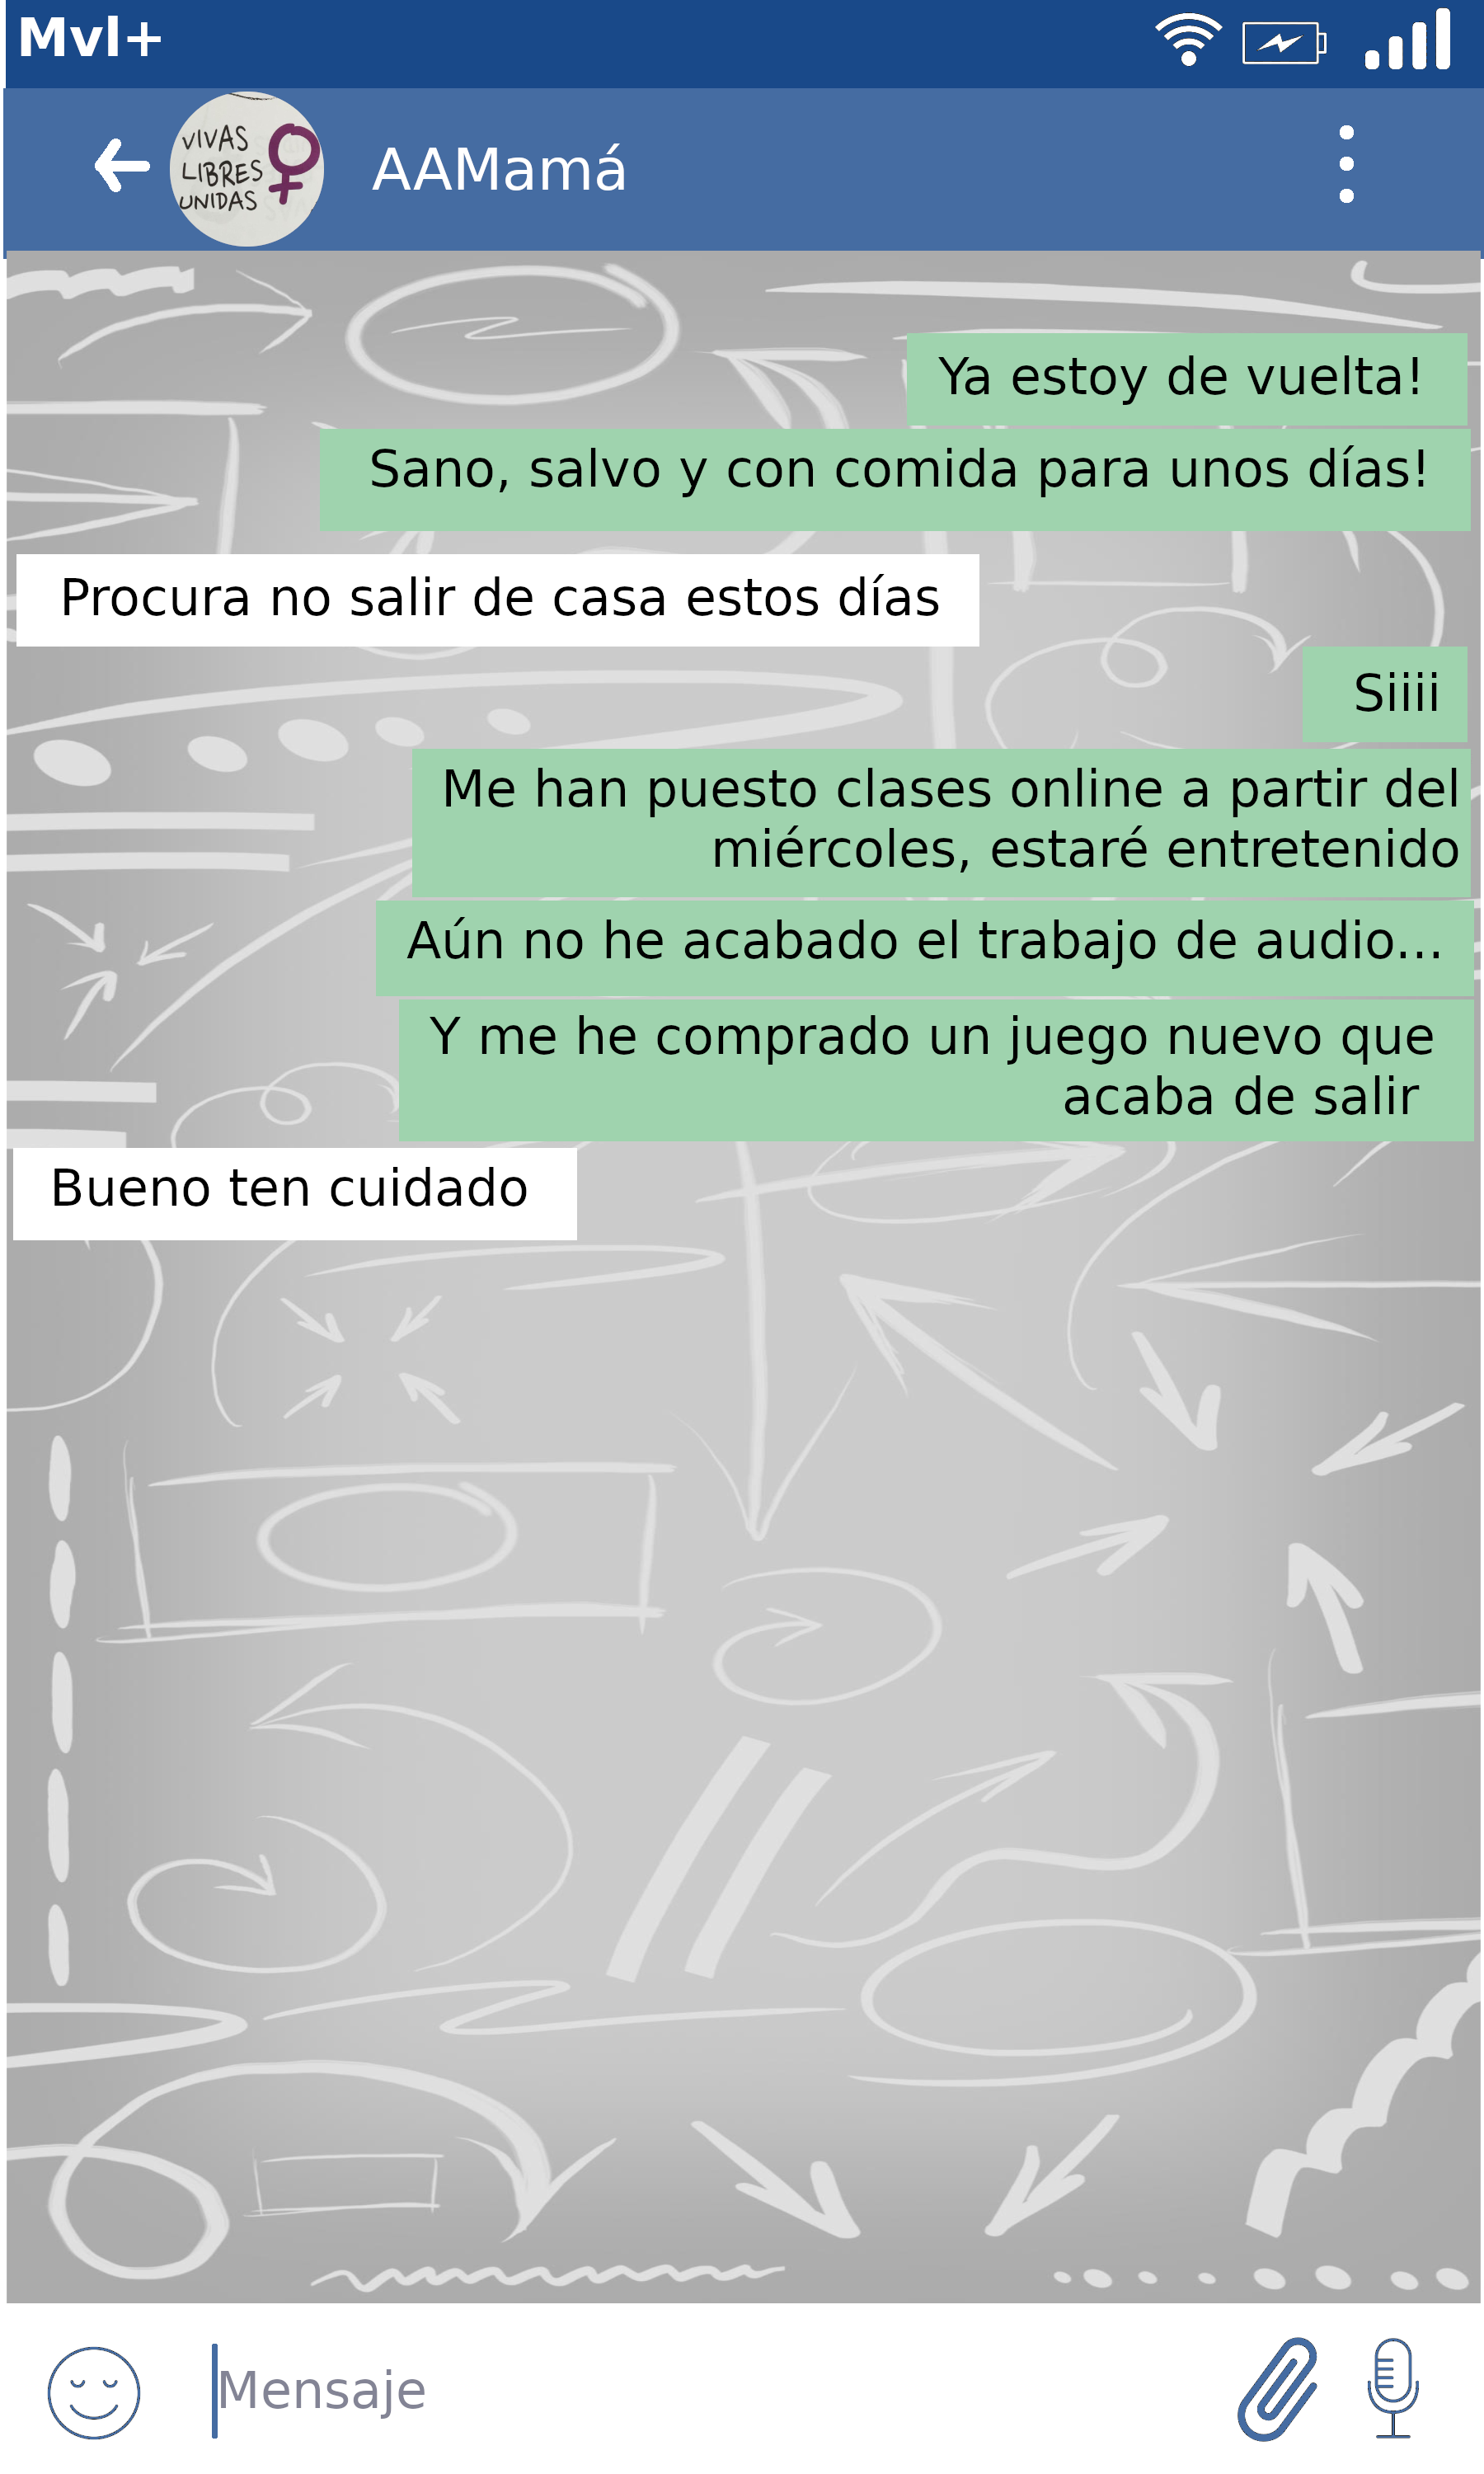 Mvl+
VIVAS
LIBRES
UNIDAS
AAMamá
Ya estoy de vuelta!
Sano, salvo y con comida para unos días!
Procura no salir de casa estos días
Siiii
Me han puesto clases online a partir del
miércoles, estaré entretenido
Aún no he acabado el trabajo de audio...
Y me he comprado un juego nuevo que
acaba de salir
Bueno ten cuidado
Mensaje